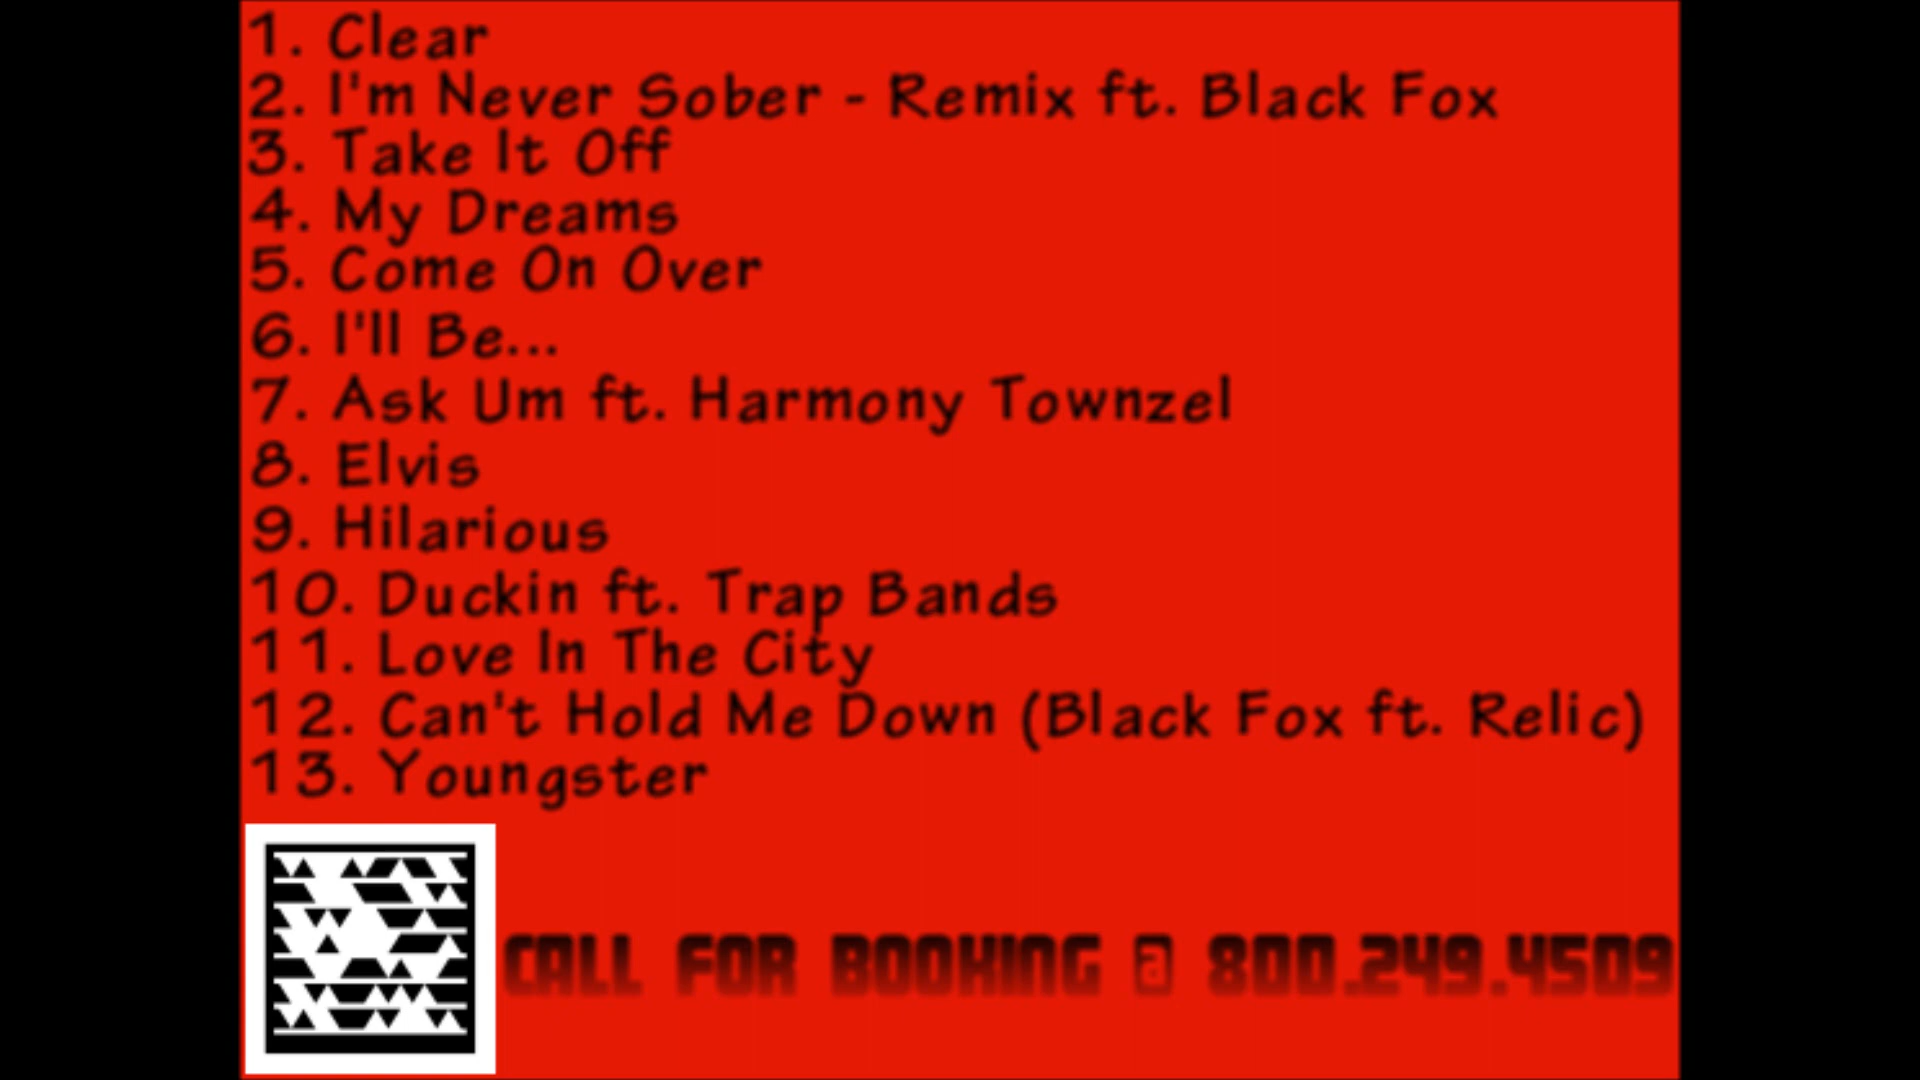 1. Clear
2. I'm Never Sober - Remix ft. Black Fox
3. Take It Off
4. My Dreams
5. Come On Over
6. I'll Be...
7. Ask Um ft. Harmony Townzel
8. Elvis
9. Hilarious
10. Duckin ft. Trap Bands
11. Love In The City
12. Can't Hold Me Down (Black Fox ft. Relic)
13. Youngster
CALL FOR BOOKING @ 800.249.4509